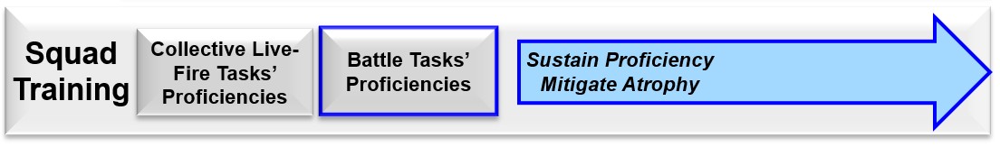 Squad
Training
Collective Live-
Fire Tasks’
Proficiencies
Battle Tasks’
Proficiencies
Sustain Proficiency
Mitigate Atrophy